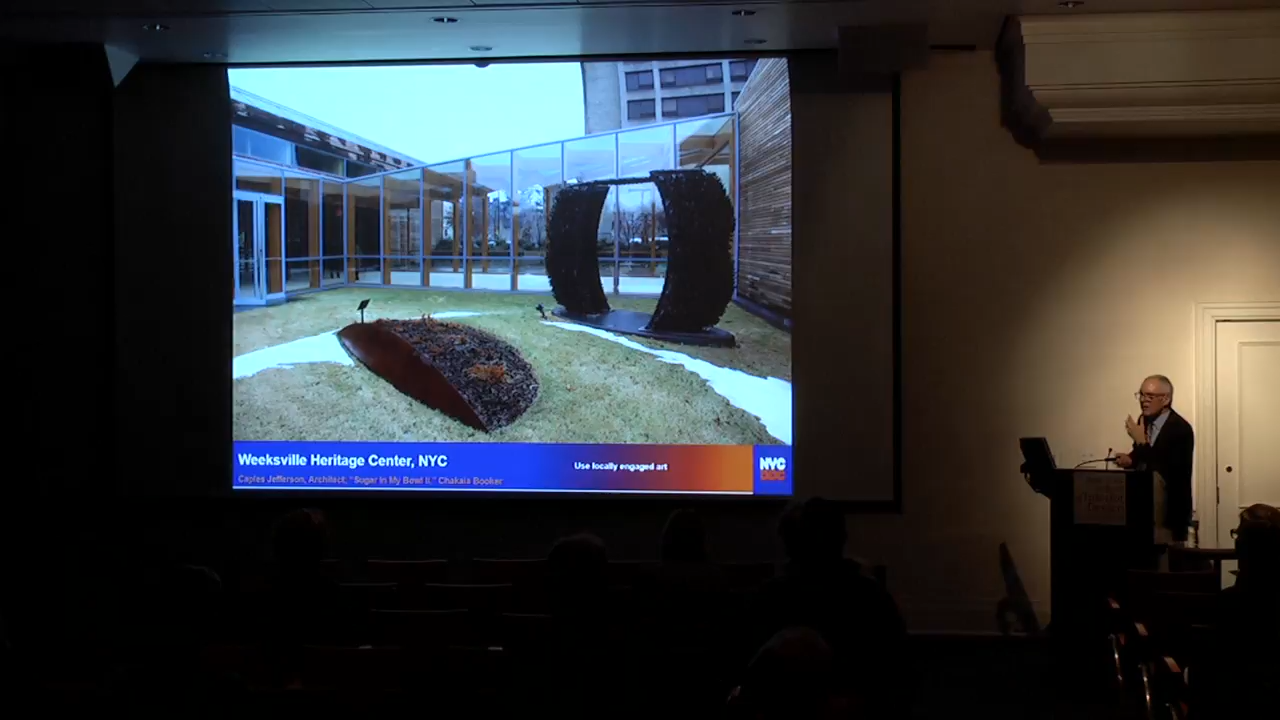 Weeksville Heritage Center, NYC
Use locally engaged art
Caples Jefferson, Architect; "Sugar in My Bowl II," Chakaia Booker
NYC
DDC